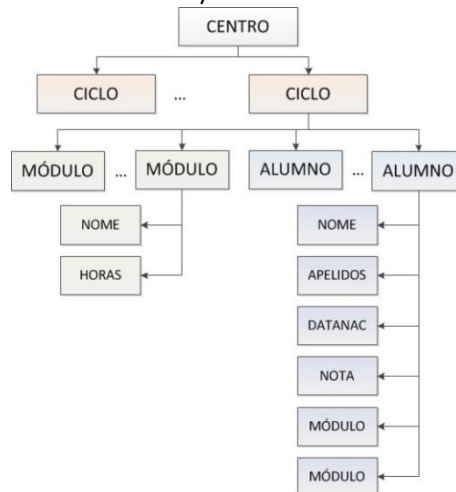 CENTRO
CICLO ... CICLO
MÓDULO ... MÓDULO ALUMNO ... ALUMNO
NOME NOME
HORAS APELIDOS
DATANAC
NOTA
MÓDULO
MÓDULO